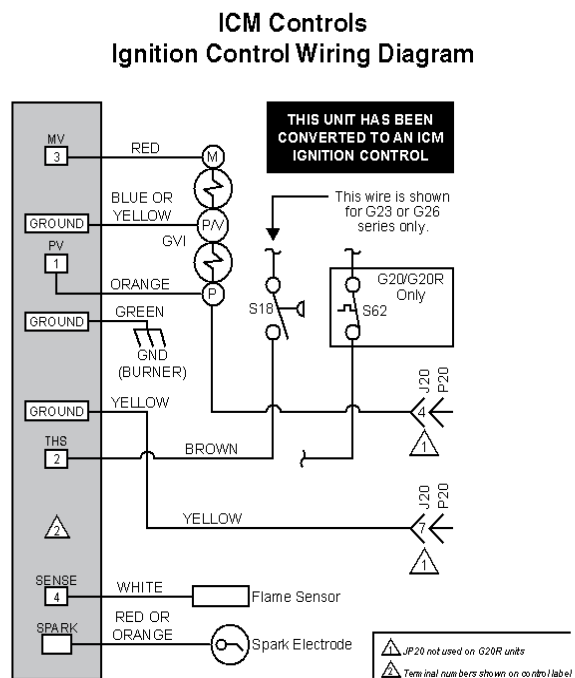 ICM Controls
Ignition Control Wiring Diagram
THIS UNIT HAS BEEN
CONVERTED TO AN ICM
IGNITION CONTROL
MV
3
RED
M
BLUE OR
YELLOW
GROUND
P/V
GVI
This wire is shown
for G23 or G26
series only.
PV
1
ORANGE
P
G20/G20R
Only
S18
S62
GREEN
GROUND
GND
(BURNER)
YELLOW
GROUND
J20
P20
4
1
THS
2
BROWN
J20
P20
YELLOW
7
1
2
SENSE
4
WHITE
Flame Sensor
SPARK
RED OR
ORANGE
Spark Electrode
1 JP20 not used on G20R units
2 Terminal numbers shown on control label